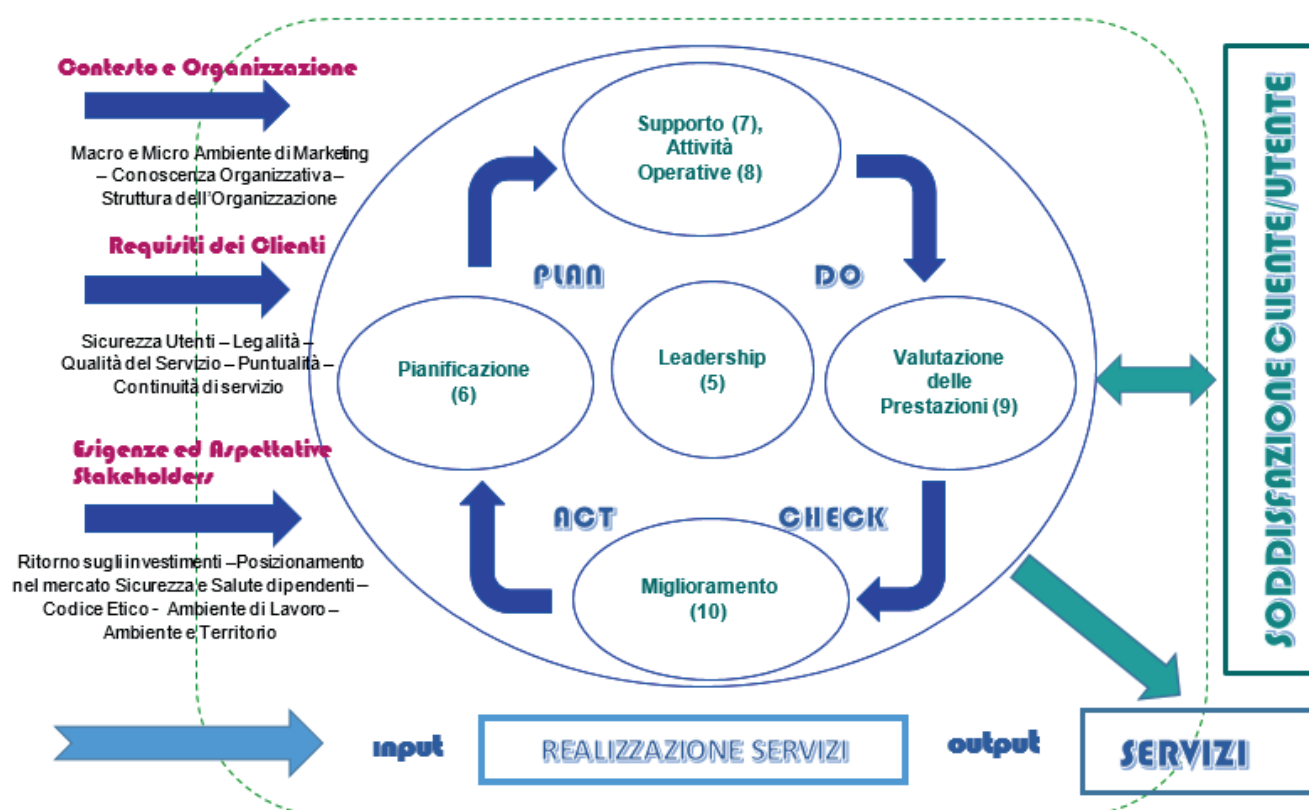 Contesto e Organizzazione
Macro e Micro Ambiente di Marketing
– Conoscenza Organizzativa –
Struttura dell'Organizzazione
Requisiti dei Clienti
Sicurezza Utenti – Legalità –
Qualità del Servizio – Puntualità –
Continuità di servizio
Esigenze ed Aspettative
Stakeholders
Ritorno sugli investimenti –Posizionamento
nel mercato Sicurezza e Salute dipendenti –
Codice Etico - Ambiente di Lavoro –
Ambiente e Territorio
Supporto (7),
Attività
Operative (8)
PLAN
DO
Pianificazione
(6)
Leadership
(5)
Valutazione
delle
Prestazioni (9)
ACT
CHECK
Miglioramento
(10)
SODDISFAZIONE CLIENTE/UTENTE
input
REALIZZAZIONE SERVIZI
output
SERVIZI